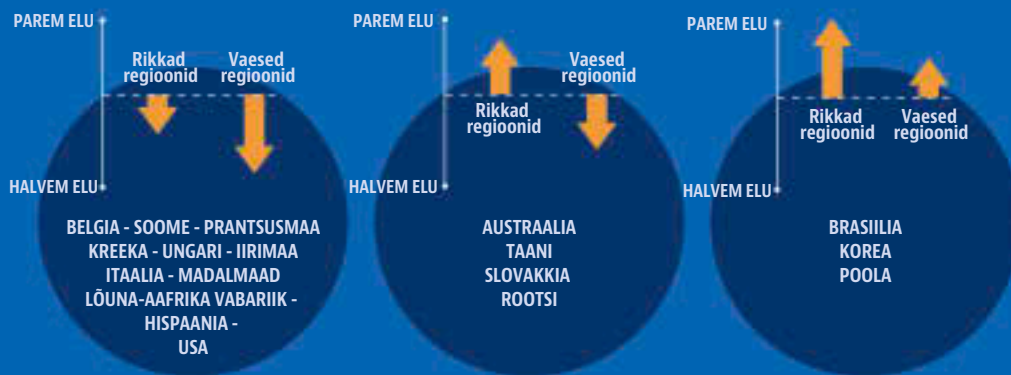 PAREM ELU
Rikkad
regioonid
Vaesed
regioonid
HALVEM ELU
BELGIA - SOOME - PRANTSUSMAA
KREEKA - UNGARI - IIRIMAA
ITAALIA - MADALMAAD
LÕUNA-AAFRIKA VABARIIK -
HISPAANIA -
USA
PAREM ELU
Vaesed
regioonid
Rikkad
regioonid
HALVEM ELU
AUSTRAALIA
TAANI
SLOVAKKIA
ROOTSI
PAREM ELU
Rikkad
regioonid
Vaesed
regioonid
HALVEM ELU
BRASIILIA
KOREA
POOLA